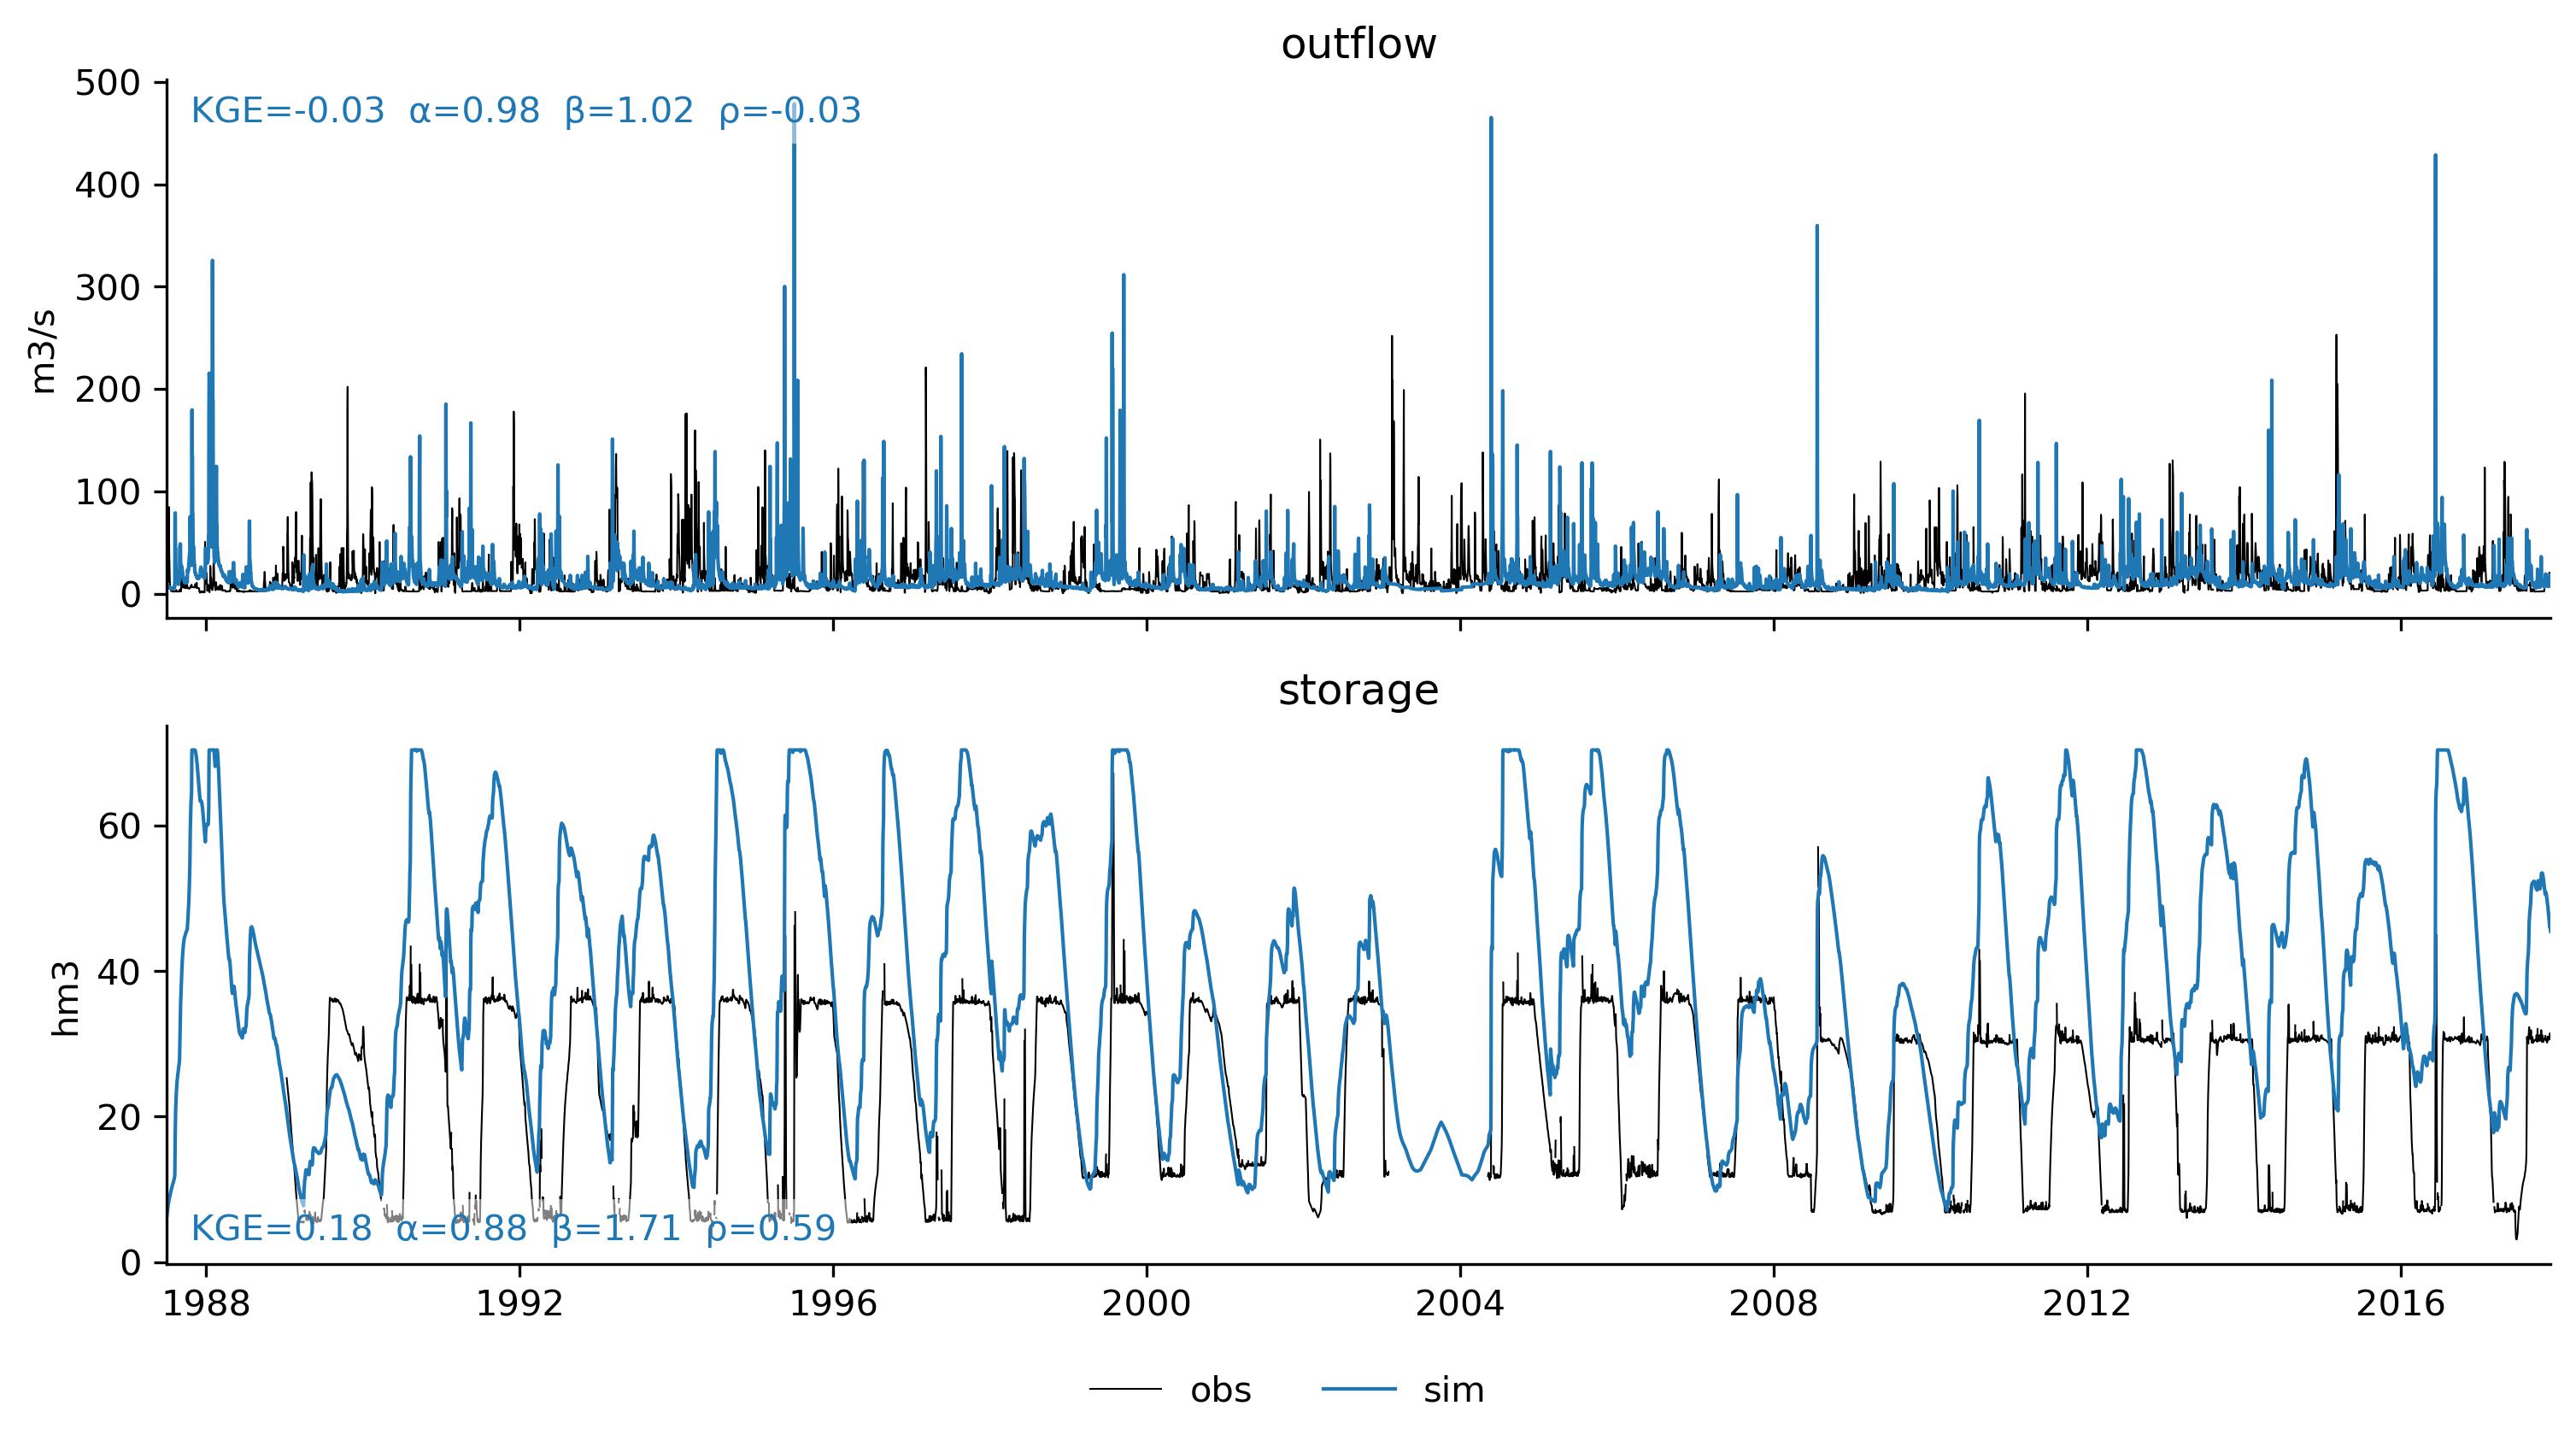 outflow
500
KGE=-0.03 α=0.98 β=1.02 ρ=-0.03
400
300
m3/s
200
100
0
storage
60
40
hm3
20
KGE=0.18 α=0.88 β=1.71 ρ=0.59
0
1988 1992 1996 2000 2004 2008 2012 2016
obs sim